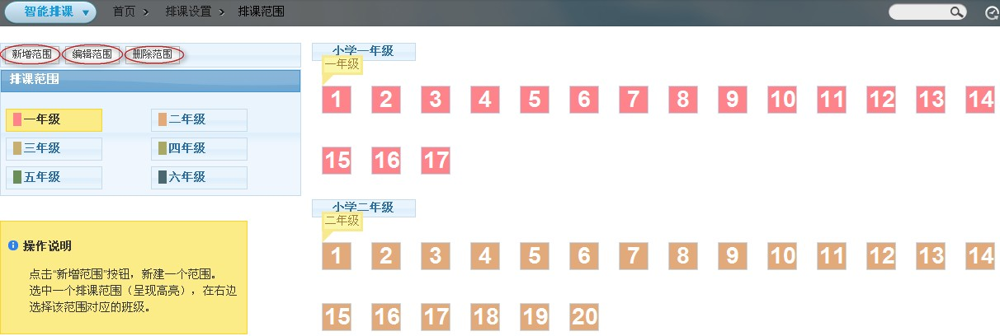 智能排课 ▼ 首页 > 排课设置 > 排课范围
新增范围 编辑范围 删除范围
排课范围
一年级 二年级
三年级 四年级
五年级 六年级
操作说明
点击“新增范围”按钮，新建一个范围。
选中一个排课范围（呈现高亮），在右边
选择该范围对应的班级。
小学一年级
一年级
1 2 3 4 5 6 7 8 9 10 11 12 13 14
15 16 17
小学二年级
二年级
1 2 3 4 5 6 7 8 9 10 11 12 13 14
15 16 17 18 19 20